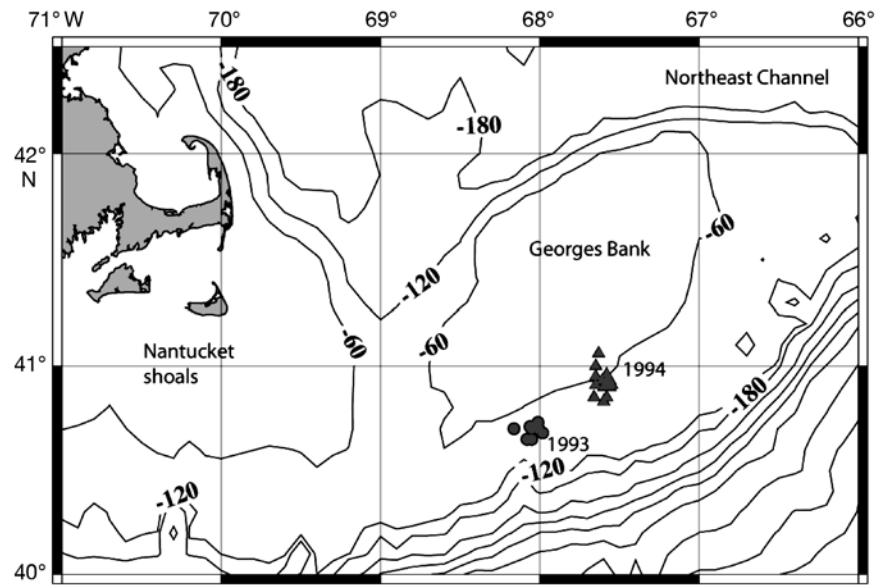 71° W 70° 69° 68° 67° 66°
-180
Northeast Channel
-180
42°
N
-60
Georges Bank
-120
-60
-60
Nantucket
shoals
41°
1994
-180
1993
-120
-120
40°